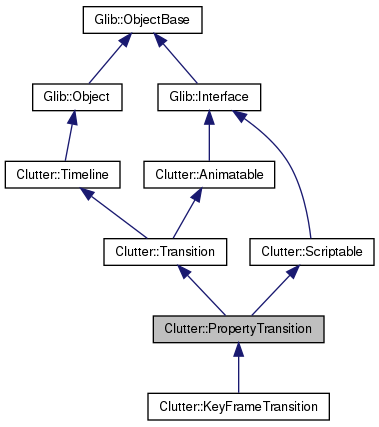 Glib::ObjectBase
Glib::Object
Glib::Interface
Clutter::Timeline
Clutter::Animatable
Clutter::Transition
Clutter::Scriptable
Clutter::PropertyTransition
Clutter::KeyFrameTransition